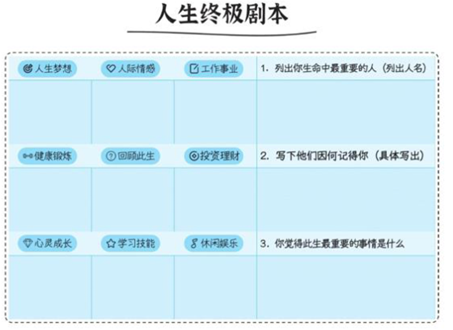 人生终极剧本
人生梦想 人际情感 工作事业 1. 列出你生命中最重要的人（列出人名）
健康锻炼 回顾此生 投资理财 2. 写下他们因何记得你（具体写出）
心灵成长 学习技能 休闲娱乐 3. 你觉得此生最重要的事情是什么